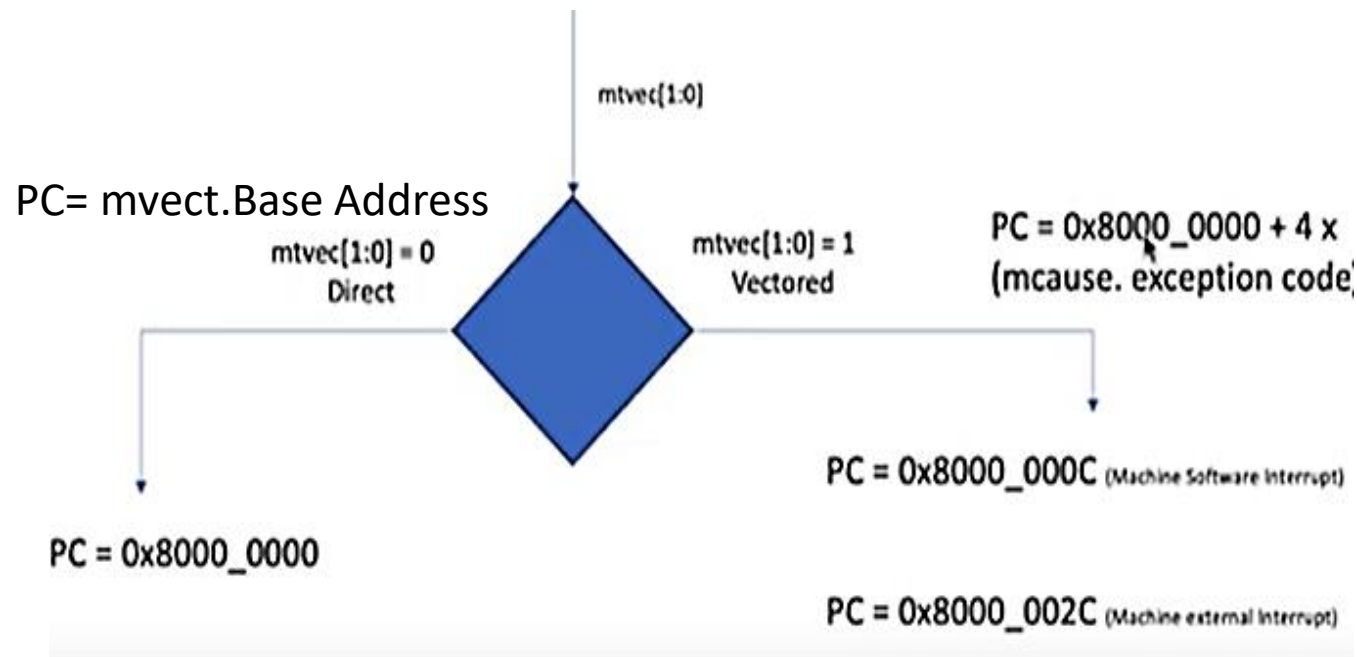 mtvec[1:0]
PC= mvect.Base Address
mtvec[1:0] = 0
Direct
mtvec[1:0] = 1
Vectored
PC = 0x8000_0000 + 4 x
(mcause. exception code)
PC = 0x8000_0000
PC = 0x8000_000C (Machine Software Interrupt)
PC = 0x8000_002C (Machine external Interrupt)